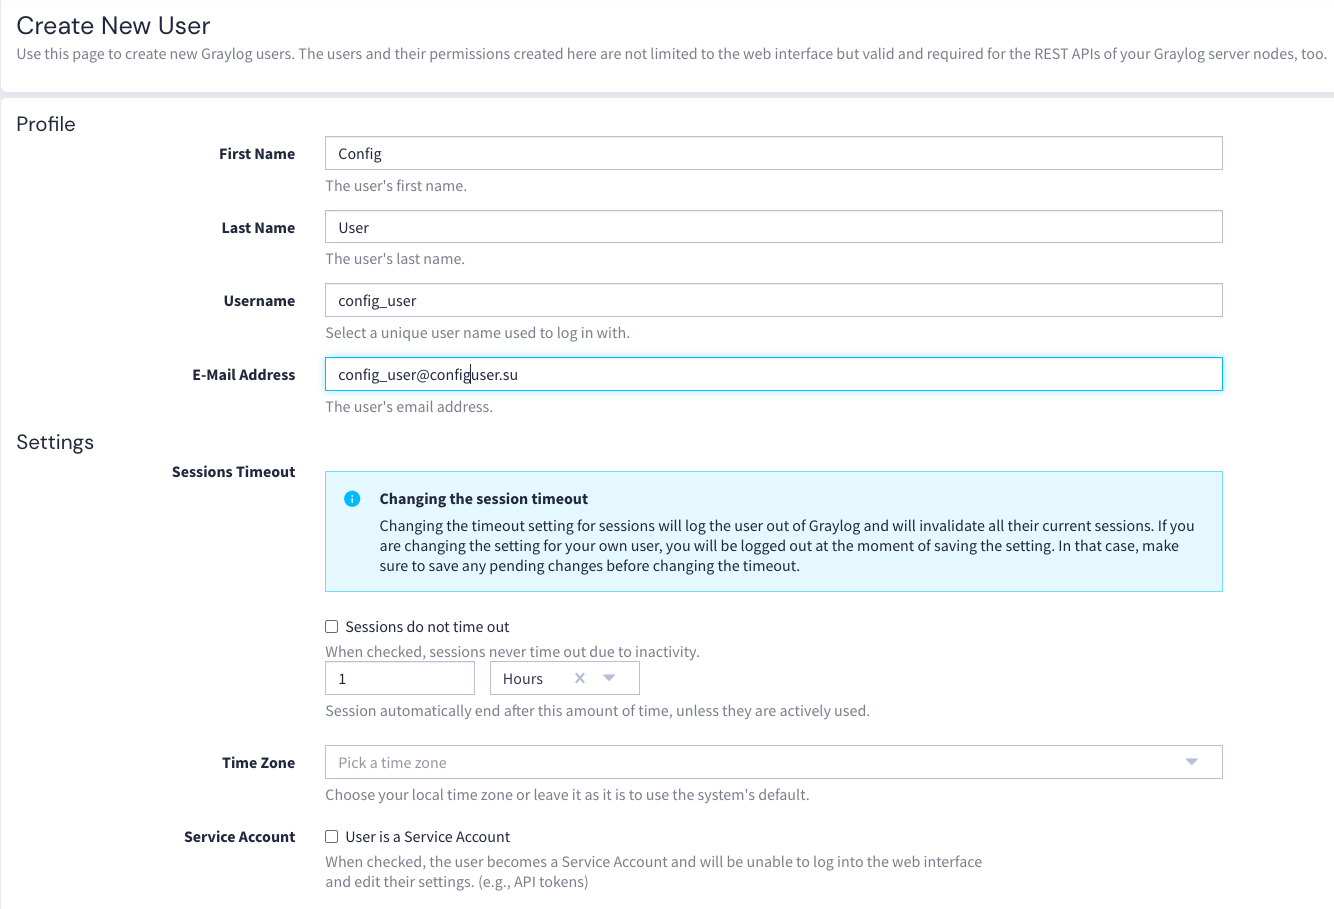 Create New User
Use this page to create new Graylog users. The users and their permissions created here are not limited to the web interface but valid and required for the REST APIs of your Graylog server nodes, too.
Profile
First Name
Config
The user's first name.
Last Name
User
The user's last name.
Username
config_user
Select a unique user name used to log in with.
E-Mail Address
config_user@configuser.su
The user's email address.
Settings
Sessions Timeout
Changing the session timeout
Changing the timeout setting for sessions will log the user out of Graylog and will invalidate all their current sessions. If you
are changing the setting for your own user, you will be logged out at the moment of saving the setting. In that case, make
sure to save any pending changes before changing the timeout.
Sessions do not time out
When checked, sessions never time out due to inactivity.
1 Hours
Session automatically end after this amount of time, unless they are actively used.
Time Zone
Pick a time zone
Choose your local time zone or leave it as it is to use the system's default.
Service Account
User is a Service Account
When checked, the user becomes a Service Account and will be unable to log into the web interface
and edit their settings. (e.g., API tokens)